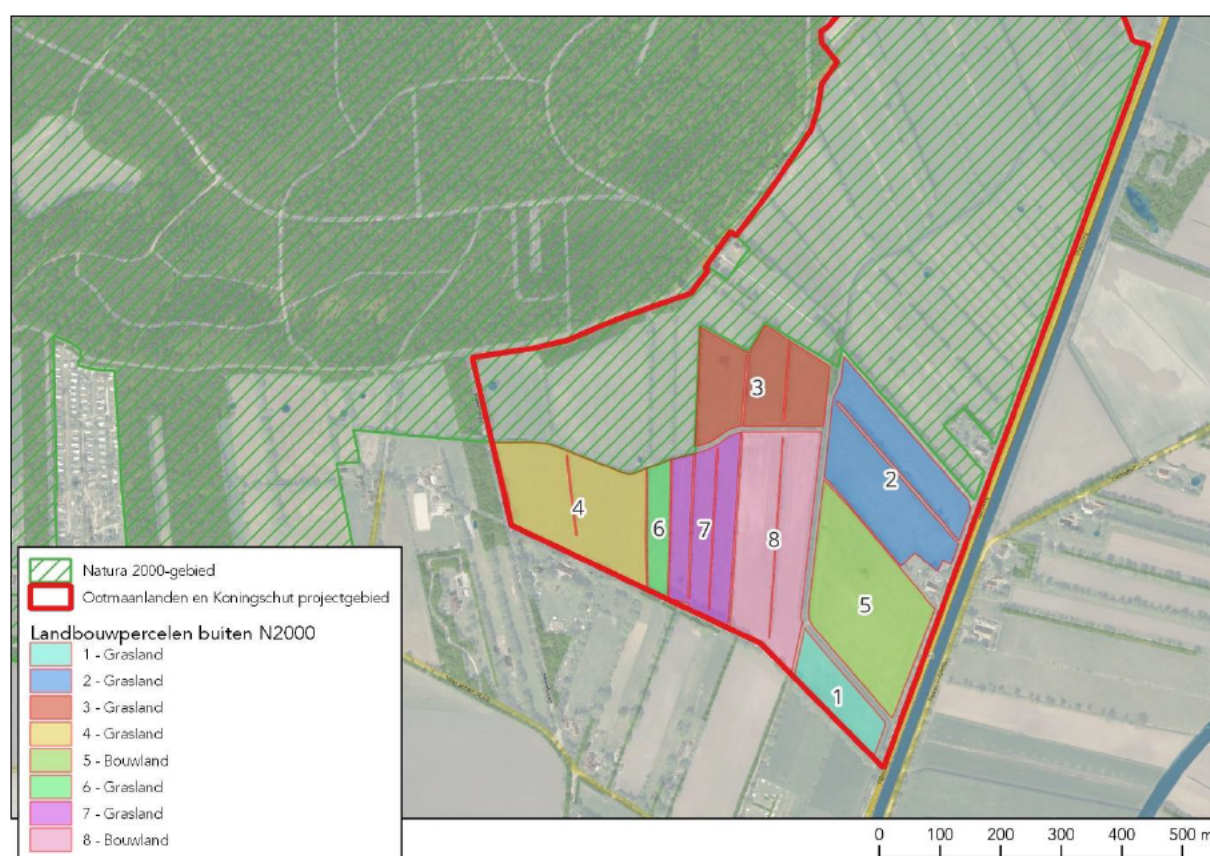 3
2
4
6
7
8
5
1
Natura 2000-gebied
Ootmaanlanden en Koningschut projectgebied
Landbouwpercelen buiten N2000
1 - Grasland
2 - Grasland
3 - Grasland
4 - Grasland
5 - Bouwland
6 - Grasland
7 - Grasland
8 - Bouwland
0 100 200 300 400 500 m